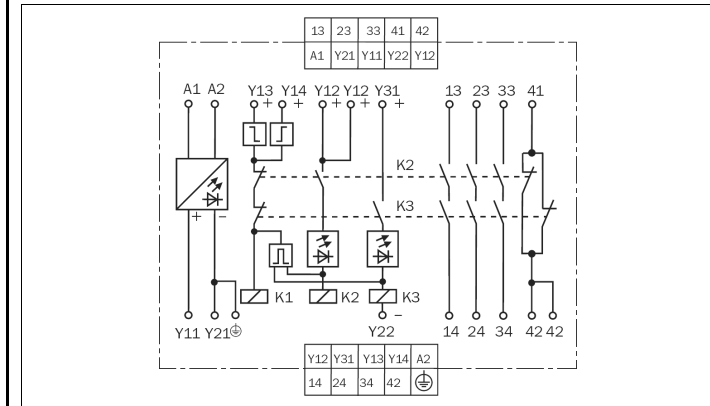 13 23 33 41 42
A1 Y21 Y11 Y22 Y12
A1 A2 Y13 Y14 Y12 Y12 Y31 13 23 33 41
+ + + + +
K2
K3
+ −
K1 K2 K3
−
Y11 Y21 Y22 14 24 34 42 42
Y12 Y31 Y13 Y14 A2
14 24 34 42